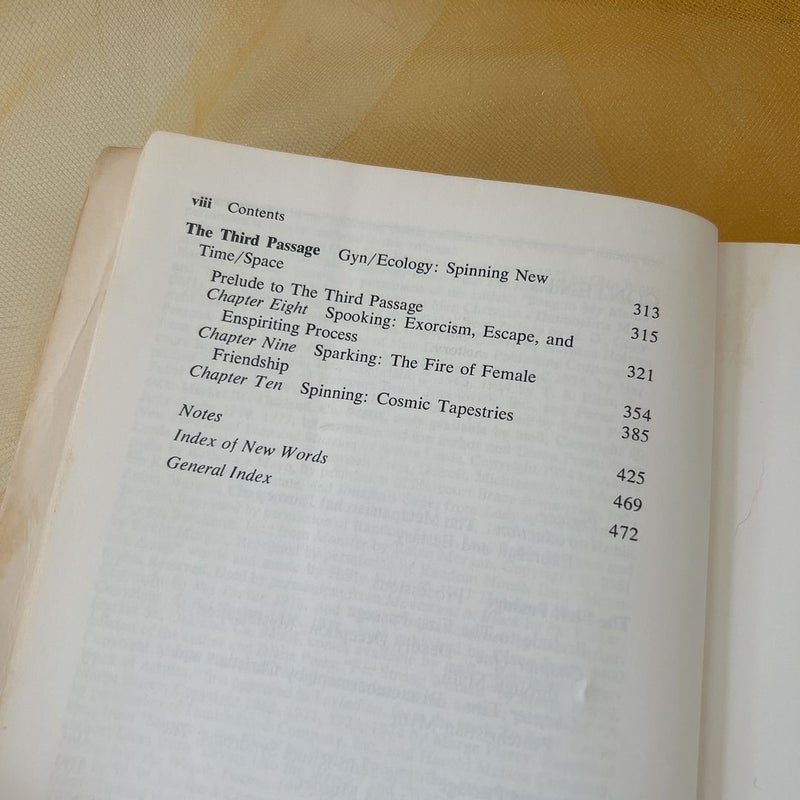 viii Contents
The Third Passage Gyn/Ecology: Spinning New
Time/Space 313
Prelude to The Third Passage 315
Chapter Eight Spooking: Exorcism, Escape, and
Enspiriting Process 321
Chapter Nine Sparking: The Fire of Female
Friendship 354
Chapter Ten Spinning: Cosmic Tapestries 385
Notes 425
Index of New Words 469
General Index 472